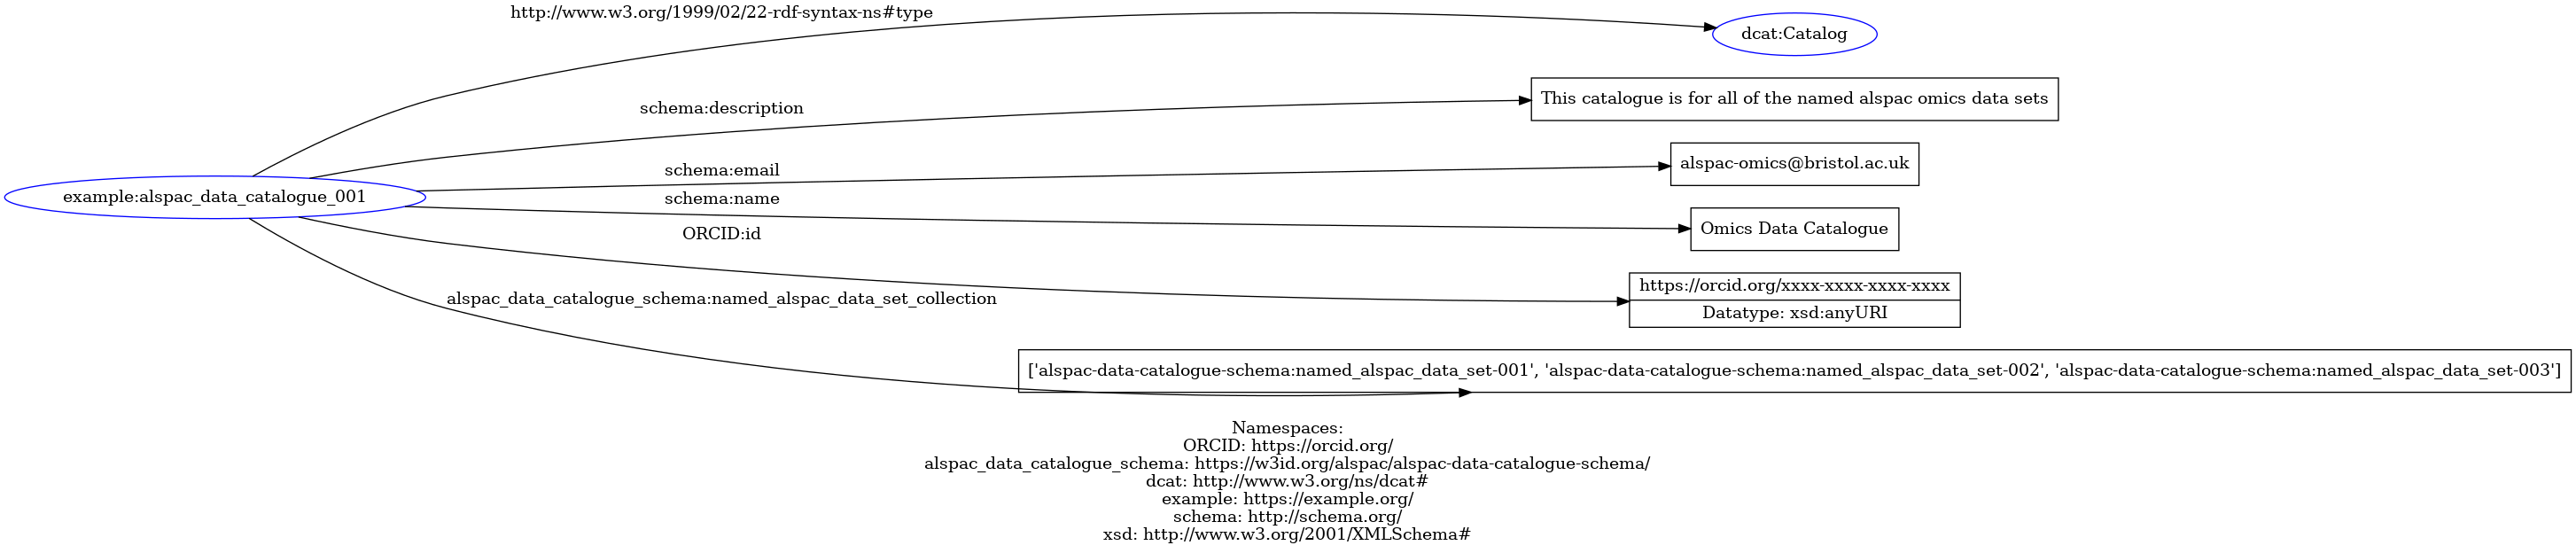 http://www.w3.org/1999/02/22-rdf-syntax-ns#type
dcat:Catalog
schema:description
This catalogue is for all of the named alspac omics data sets
schema:email
alspac-omics@bristol.ac.uk
example:alspac_data_catalogue_001
schema:name
Omics Data Catalogue
ORCID:id
https://orcid.org/xxxx-xxxx-xxxx-xxxx
Datatype: xsd:anyURI
alspac_data_catalogue_schema:named_alspac_data_set_collection
['alspac-data-catalogue-schema:named_alspac_data_set-001', 'alspac-data-catalogue-schema:named_alspac_data_set-002', 'alspac-data-catalogue-schema:named_alspac_data_set-003']
Namespaces:
ORCID: https://orcid.org/
alspac_data_catalogue_schema: https://w3id.org/alspac/alspac-data-catalogue-schema/
dcat: http://www.w3.org/ns/dcat#
example: https://example.org/
schema: http://schema.org/
xsd: http://www.w3.org/2001/XMLSchema#